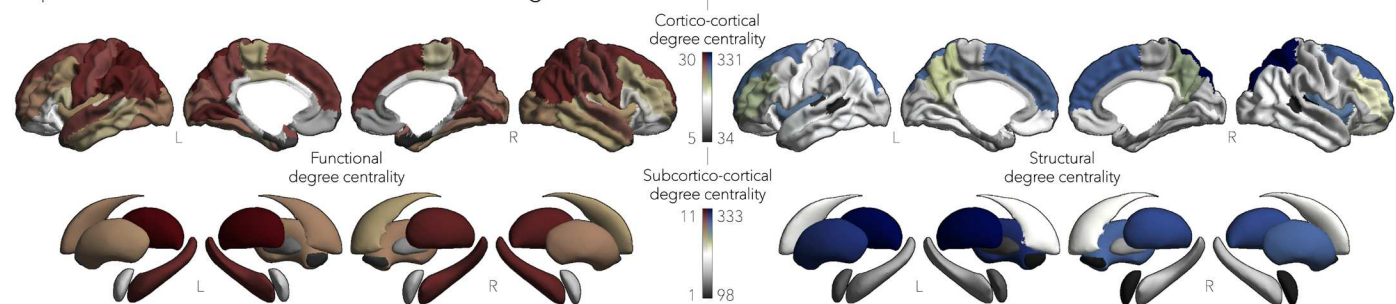 Cortico-cortical
degree centrality
30 331
5 34
L R L R
Functional
degree centrality
Structural
degree centrality
Subcortico-cortical
degree centrality
11 333
1 98
L R L R